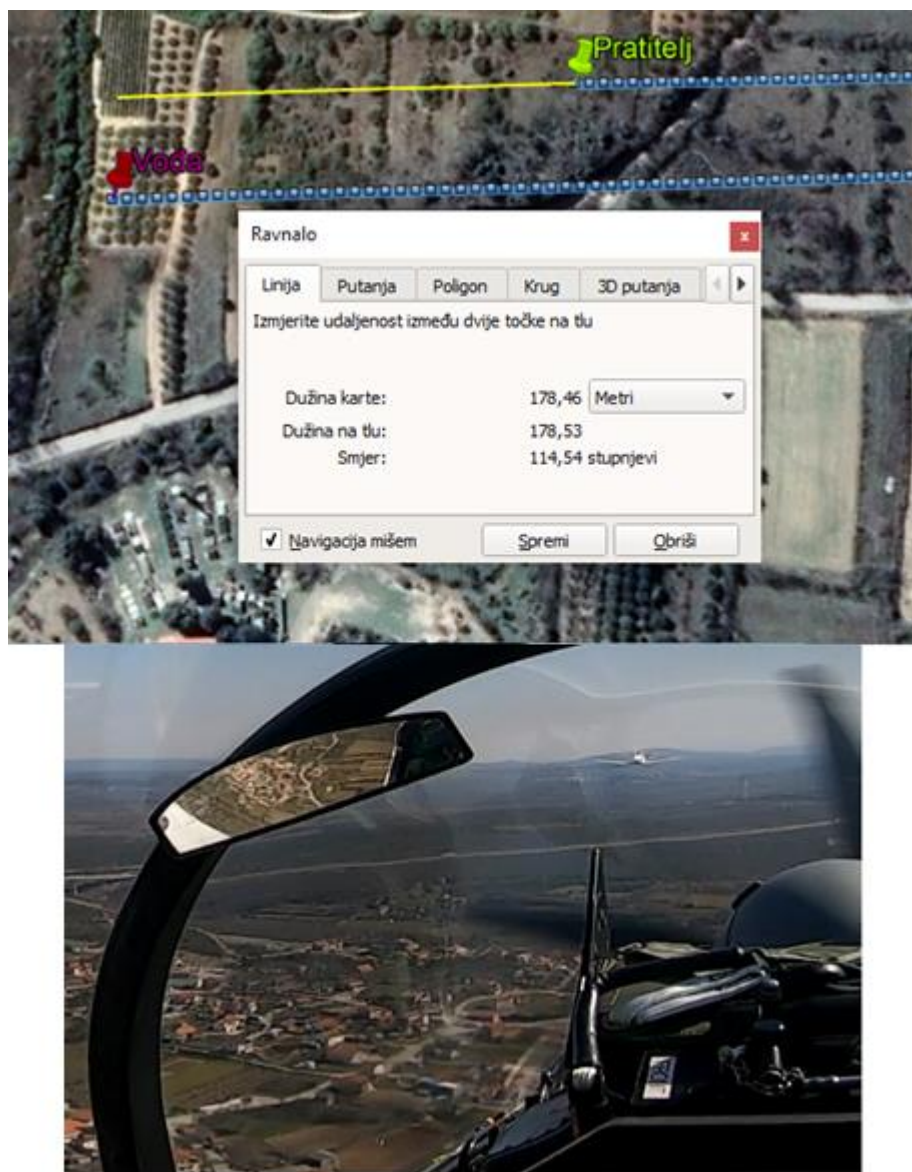 Pratitelj
Vođa
Ravnalo
Linija Putanja Poligon Krug 3D putanja
Izmjerite udaljenost između dvije točke na tlu
Dužina karte: 178,46 Metri
Dužina na tlu: 178,53
Smjer: 114,54 stupnjevi
Navigacija mišem Spremi Obriši